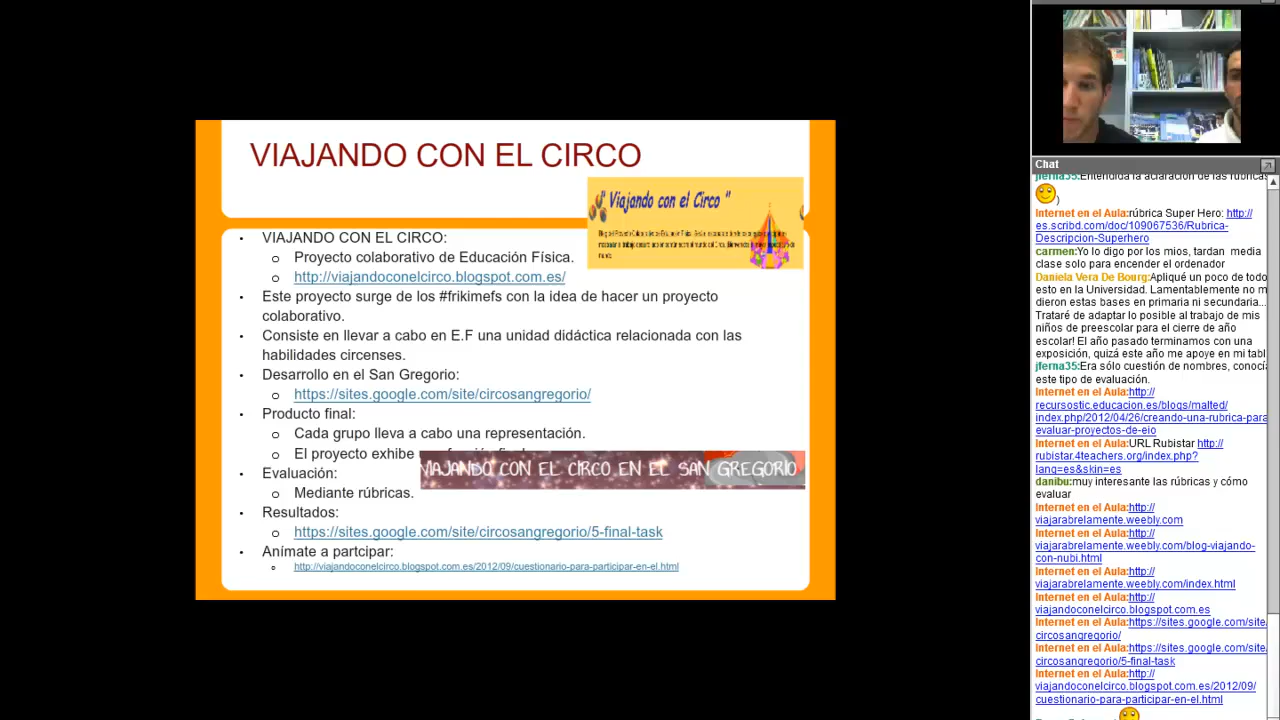 VIAJANDO CON EL CIRCO
" Viajando con el Circo "
• VIAJANDO CON EL CIRCO:
o Proyecto colaborativo de Educación Física.
o http://viajandoconelcirco.blogspot.com.es/
• Este proyecto surge de los #frikimefs con la idea de hacer un proyecto
colaborativo.
• Consiste en llevar a cabo en E.F una unidad didáctica relacionada con las
habilidades circenses.
• Desarrollo en el San Gregorio:
o https://sites.google.com/site/circosangregorio/
• Producto final:
o Cada grupo lleva a cabo una representación.
o El proyecto exhibe
VIAJANDO CON EL CIRCO EN EL SAN GREGORIO
• Evaluación:
o Mediante rúbricas.
• Resultados:
o https://sites.google.com/site/circosangregorio/5-final-task
• Anímate a partcipar:
o http://viajandoconelcirco.blogspot.com.es/2012/09/cuestionario-para-participar-en-el.html
Chat
jferna35: Entendida la aclaración de las rúbricas
)
Internet en el Aula:rúbrica Super Hero: http://
es.scribd.com/doc/109067536/Rubrica-
Descripcion-Superhero
carmen:Yo lo digo por los mios, tardan media
clase solo para encender el ordenador
Daniela Vera De Bourg:Apliqué un poco de todo
esto en la Universidad. Lamentablemente no m
dieron estas bases en primaria ni secundaria...
Trataré de adaptar lo posible al trabajo de mis
niños de preescolar para el cierre de año
escolar! El año pasado terminamos con una
exposición, quizá este año me apoye en mi tabl
jferna35:Era sólo cuestión de nombres, conocía
este tipo de evaluación.
Internet en el Aula:http://
recursostic.educacion.es/blogs/malted/
index.php/2012/04/26/creando-una-rubrica-para-
evaluar-proyectos-de-eio
Internet en el Aula:URL Rubistar http://
rubistar.4teachers.org/index.php?
lang=es&skin=es
danibu:muy interesante las rúbricas y cómo
evaluar
Internet en el Aula:http://
viajarabrelamente.weebly.com
Internet en el Aula:http://
viajarabrelamente.weebly.com/blog-viajando-
con-nubi.html
Internet en el Aula:http://
viajarabrelamente.weebly.com/index.html
Internet en el Aula:http://
viajandoconelcirco.blogspot.com.es
Internet en el Aula:https://sites.google.com/site/
circosangregorio/
Internet en el Aula:https://sites.google.com/site/
circosangregorio/5-final-task
Internet en el Aula:http://
viajandoconelcirco.blogspot.com.es/2012/09/
cuestionario-para-participar-en-el.html